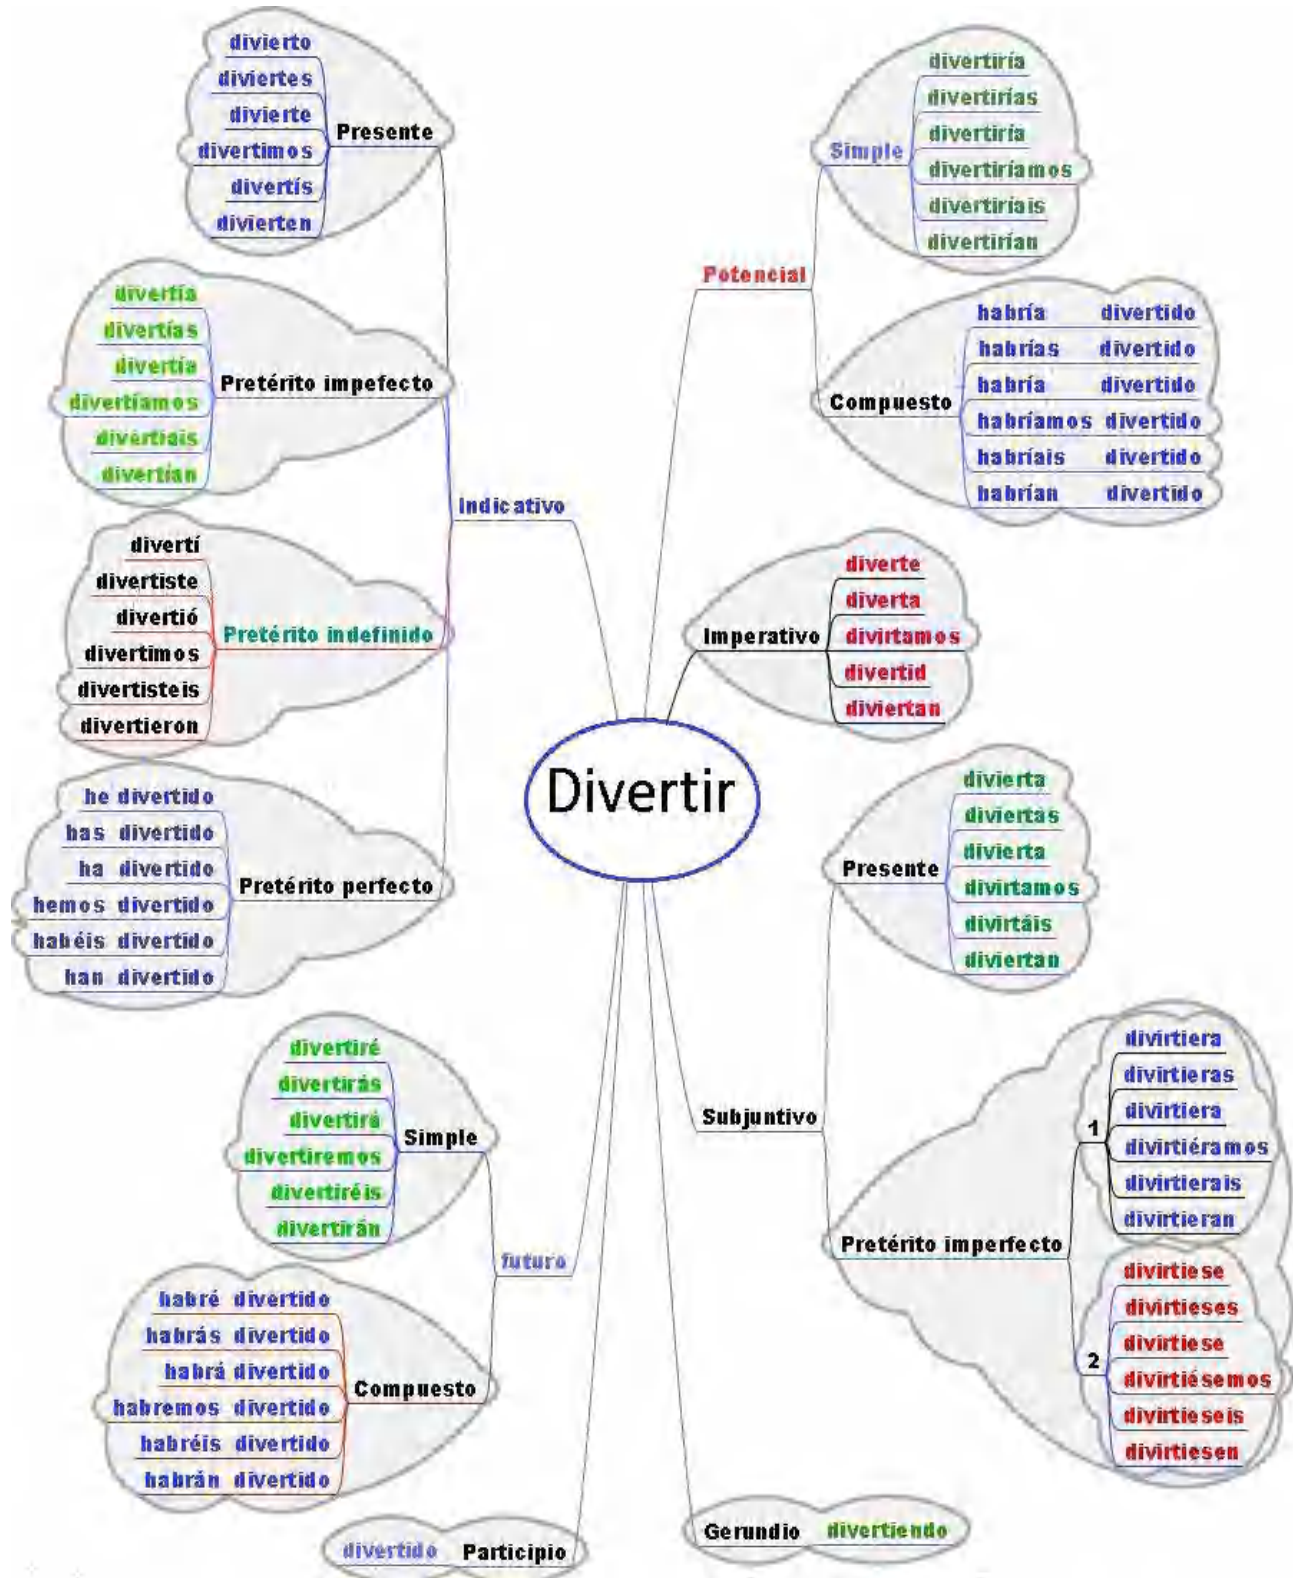 Divertir
Indicativo
Presente
divierto
diviertes
divierte
divertimos
divertís
divierten
Pretérito impefecto
divertía
divertías
divertía
divertíamos
divertiais
divertían
Pretérito indefinido
divertí
divertiste
divertió
divertimos
divertisteis
divertieron
Pretérito perfecto
he divertido
has divertido
ha divertido
hemos divertido
habéis divertido
han divertido
futuro
Simple
divertiré
divertirás
divertirá
divertiremos
divertiréis
divertirán
Compuesto
habré divertido
habrás divertido
habrá divertido
habremos divertido
habréis divertido
habrán divertido
Participio
divertido
Potencial
Simple
divertiría
divertirías
divertiría
divertiríamos
divertiríais
divertirían
Compuesto
habría divertido
habrías divertido
habría divertido
habríamos divertido
habríais divertido
habrían divertido
Imperativo
diverte
diverta
divirtamos
divertid
diviertan
Subjuntivo
Presente
divierta
diviertas
divierta
divirtamos
divirtáis
diviertan
Pretérito imperfecto
1
divirtiera
divirtieras
divirtiera
divirtiéramos
divirtierais
divirtieran
2
divirtiese
divirtieses
divirtiese
divirtiésemos
divirtieseis
divirtiesen
Gerundio
divertiendo